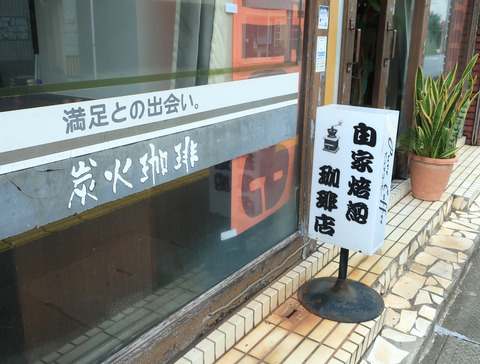 満足との出会い。
炭火珈琲
自家焙煎
珈琲店